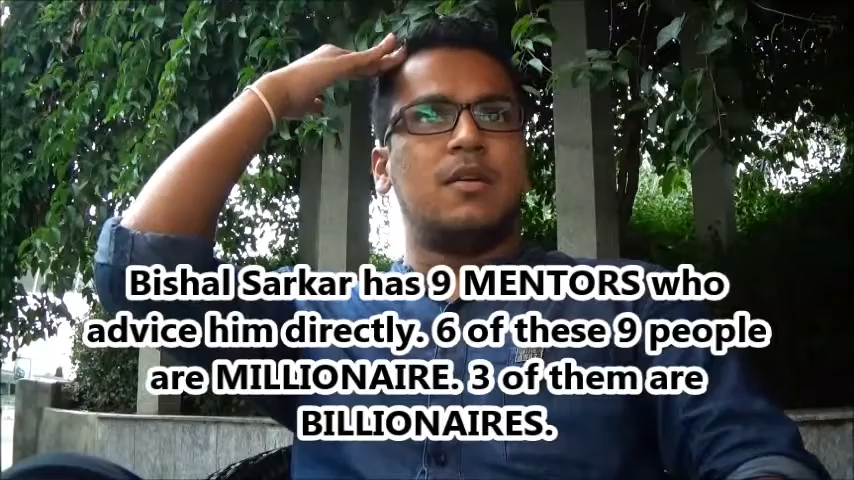 Bishal Sarkar has 9 MENTORS who
advice him directly. 6 of these 9 people
are MILLIONAIRE. 3 of them are
BILLIONAIRES.